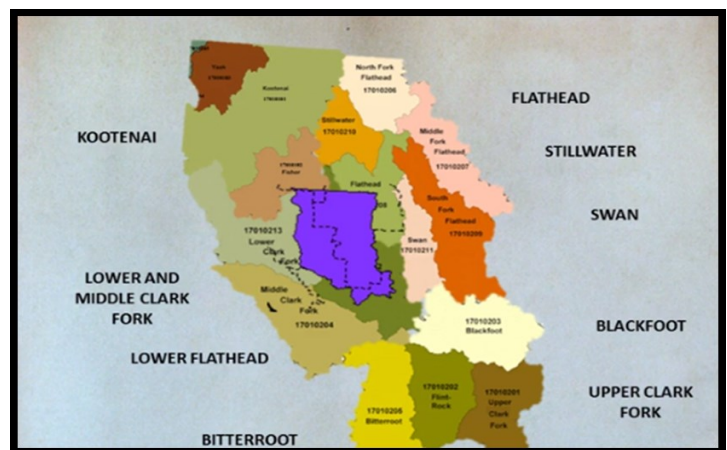 North Fork
Flathead
17010206
Yaak
Kootenai
FLATHEAD
Stillwater
17010210
Middle
Fork
Flathead
17010207
KOOTENAI
STILLWATER
Fisher
Flathead
08
South
Fork
Flathead
17010209
SWAN
17010213
Lower
Clark
Fork
Swan
17010211
LOWER AND
MIDDLE CLARK
FORK
Middle
Clark
Fork
17010204
17010203
Blackfoot
BLACKFOOT
LOWER FLATHEAD
17010202
Flint-
Rock
17010201
Upper
Clark
Fork
UPPER CLARK
FORK
17010205
Bitterroot
BITTERROOT